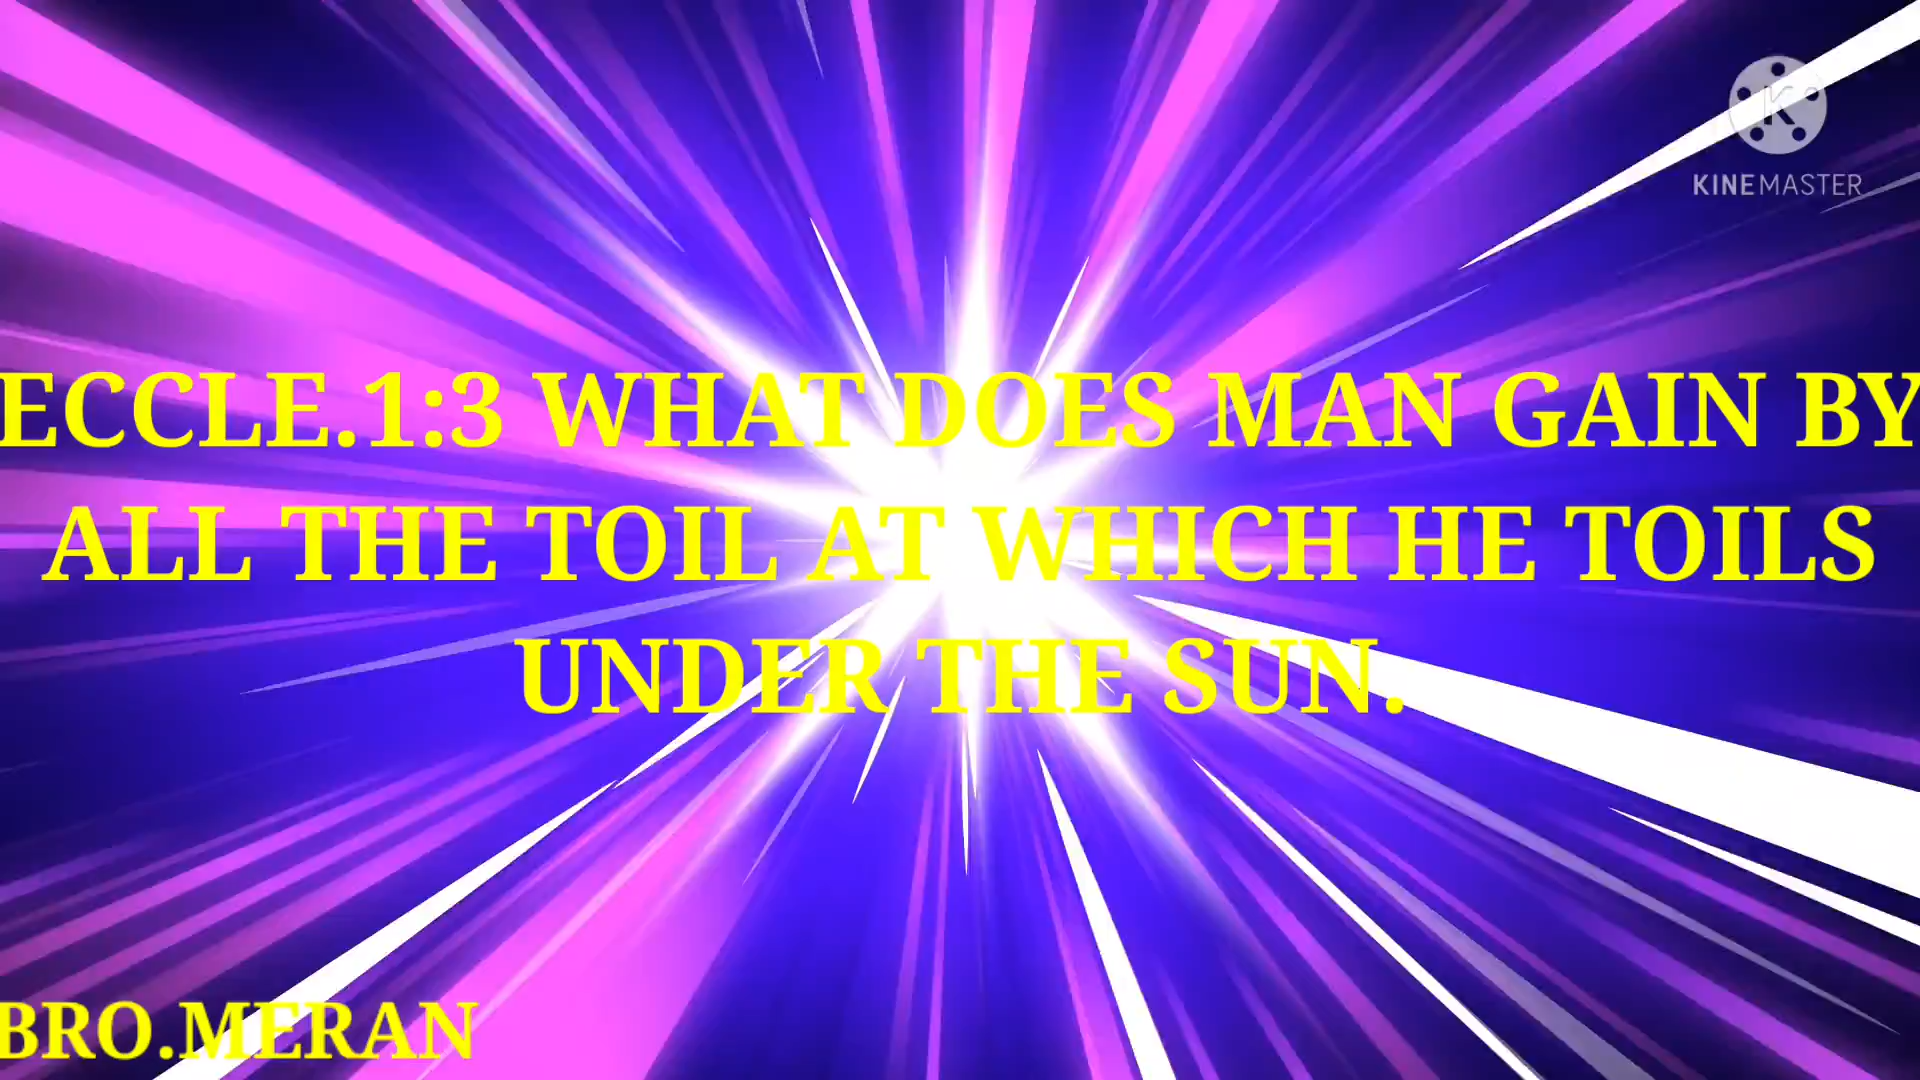 KINEMASTER
ECCLE.1:3 WHAT DOES MAN GAIN BY
ALL THE TOIL AT WHICH HE TOILS
UNDER THE SUN.
BRO.MERAN